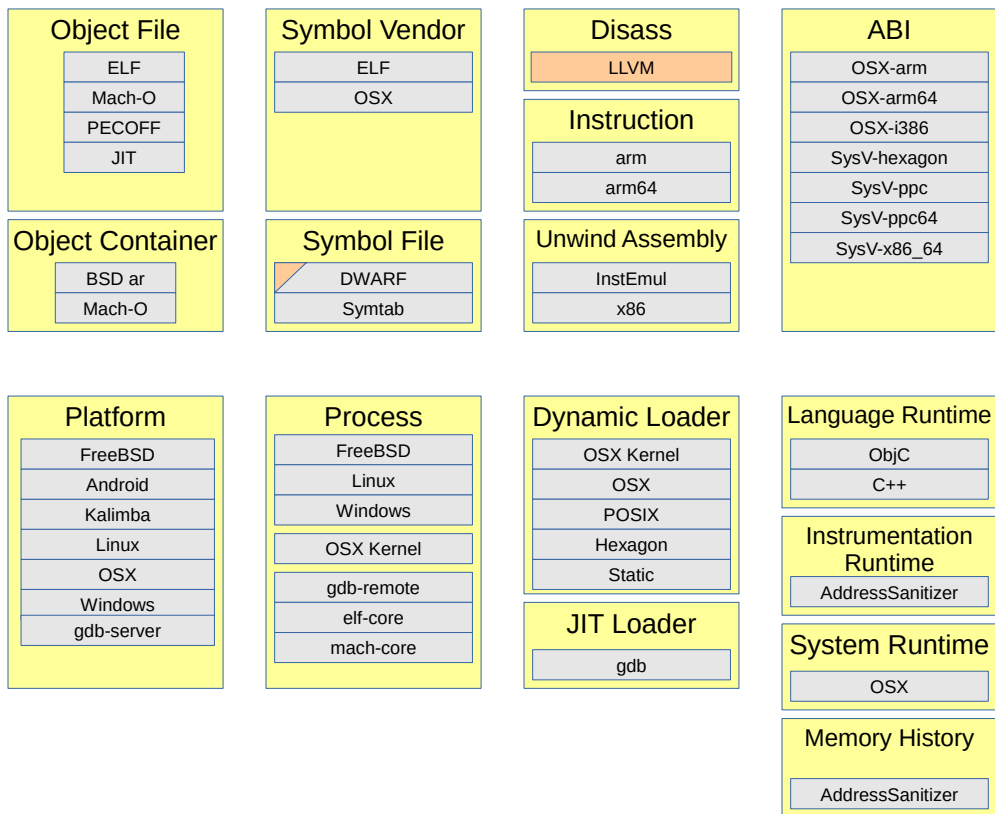 Object File
ELF
Mach-O
PECOFF
JIT
Symbol Vendor
ELF
OSX
Disass
LLVM
Instruction
arm
arm64
ABI
OSX-arm
OSX-arm64
OSX-i386
SysV-hexagon
SysV-ppc
SysV-ppc64
SysV-x86_64
Object Container
BSD ar
Mach-O
Symbol File
DWARF
Symtab
Unwind Assembly
InstEmul
x86
Platform
FreeBSD
Android
Kalimba
Linux
OSX
Windows
gdb-server
Process
FreeBSD
Linux
Windows
OSX Kernel
gdb-remote
elf-core
mach-core
Dynamic Loader
OSX Kernel
OSX
POSIX
Hexagon
Static
JIT Loader
gdb
Language Runtime
ObjC
C++
Instrumentation
Runtime
AddressSanitizer
System Runtime
OSX
Memory History
AddressSanitizer